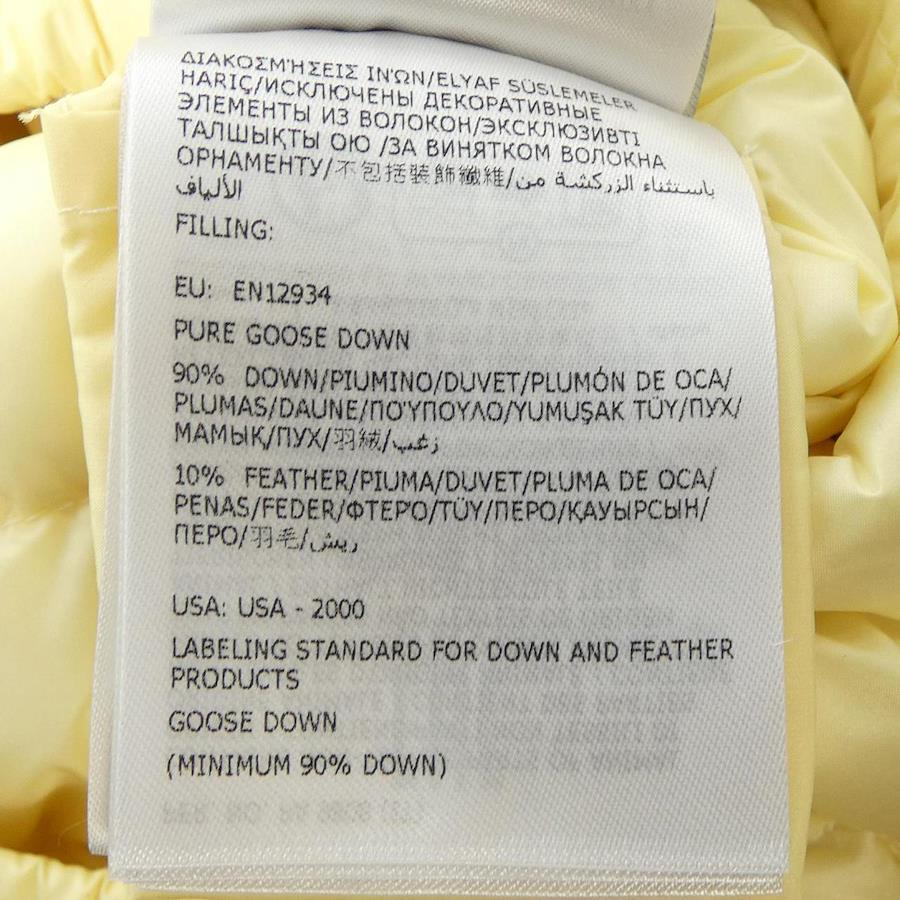 ΔΙΑΚΟΣΜΉΣΕΙΣ ΙΝΏΝ/ELYAF SÜSLEMELER
HARIÇ/ИСКЛЮЧЕНЫ ДЕКОРАТИВНЫЕ
ЭЛЕМЕНТЫ ИЗ ВОЛОКОН/ЭКСКЛЮЗИВТІ
ТАЛШЫҚТЫ ОЮ /ЗА ВИНЯТКОМ ВОЛОКНА
ОРНАМЕНТУ/不包括裝飾纖維/باستثناء الزركشة من
الألياف
FILLING:
EU: EN12934
PURE GOOSE DOWN
90% DOWN/PIUMINO/DUVET/PLUMÓN DE OCA/
PLUMAS/DAUNE/ΠΟΎΠΟΥΛΟ/YUMUŞAK TÜY/ПУХ/
МАМЫҚ/ПУХ/羽絨/زغب
10% FEATHER/PIUMA/DUVET/PLUMA DE OCA/
PENAS/FEDER/ΦΤΕΡΌ/TÜY/ПЕРО/ҚАУЫРСЫН/
ПЕРО/羽毛/ريش
USA: USA - 2000
LABELING STANDARD FOR DOWN AND FEATHER
PRODUCTS
GOOSE DOWN
(MINIMUM 90% DOWN)